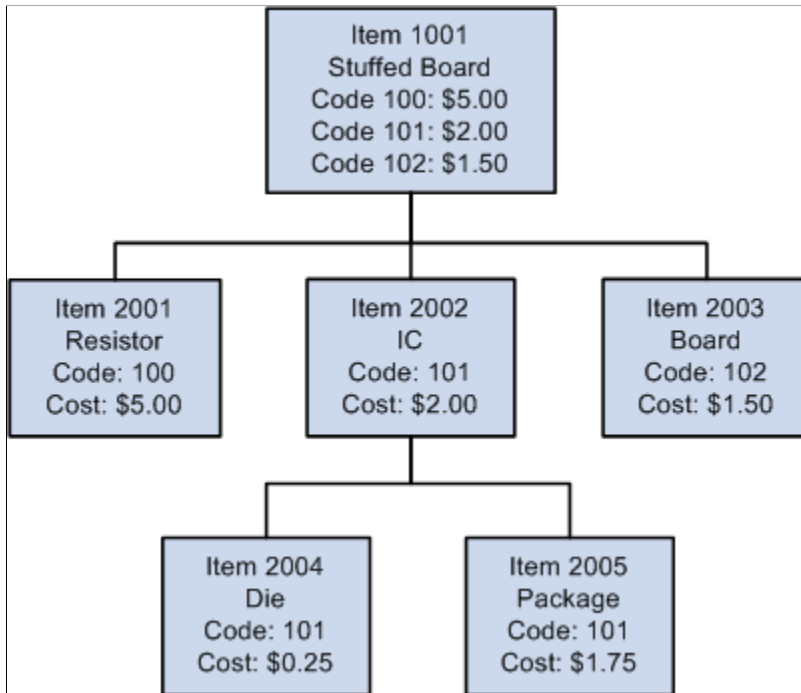 Item 1001
Stuffed Board
Code 100: $5.00
Code 101: $2.00
Code 102: $1.50
Item 2001
Resistor
Code: 100
Cost: $5.00
Item 2002
IC
Code: 101
Cost: $2.00
Item 2003
Board
Code: 102
Cost: $1.50
Item 2004
Die
Code: 101
Cost: $0.25
Item 2005
Package
Code: 101
Cost: $1.75